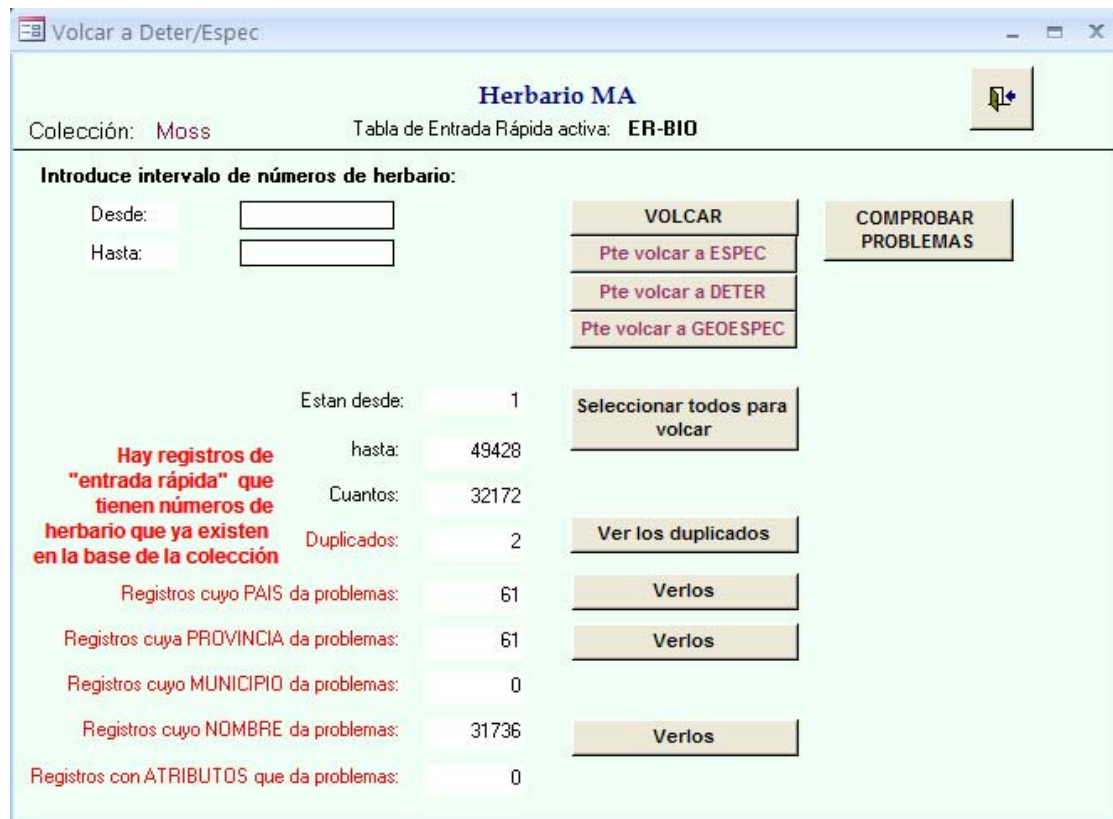 Volcar a Deter/Espec
Herbario MA
Colección: Moss
Tabla de Entrada Rápida activa: ER-BIO
Introduce intervalo de números de herbario:
Desde:
VOLCAR
COMPROBAR
PROBLEMAS
Hasta:
Pte volcar a ESPEC
Pte volcar a DETER
Pte volcar a GEOESPEC
Estan desde: 1
Seleccionar todos para
volcar
hasta: 49428
Cuantos: 32172
Hay registros de
"entrada rápida" que
tienen números de
herbario que ya existen
en la base de la colección
Duplicados: 2
Ver los duplicados
Registros cuyo PAIS da problemas: 61 Verlos
Registros cuya PROVINCIA da problemas: 61 Verlos
Registros cuyo MUNICIPIO da problemas: 0
Registros cuyo NOMBRE da problemas: 31736 Verlos
Registros con ATRIBUTOS que da problemas: 0